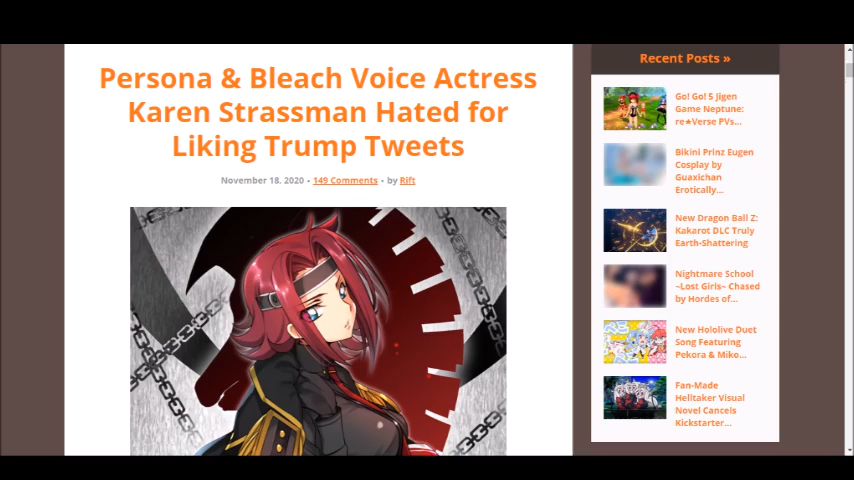 Persona & Bleach Voice Actress
Karen Strassman Hated for
Liking Trump Tweets
November 18, 2020 • 149 Comments • by Rift
Recent Posts »
Go! Go! 5 Jigen
Game Neptune:
re★Verse PVs...
Bikini Prinz Eugen
Cosplay by
Guaxichan
Erotically...
New Dragon Ball Z:
Kakarot DLC Truly
Earth-Shattering
Nightmare School
~Lost Girls~ Chased
by Hordes of...
New Hololive Duet
Song Featuring
Pekora & Miko...
Fan-Made
Helltaker Visual
Novel Cancels
Kickstarter...